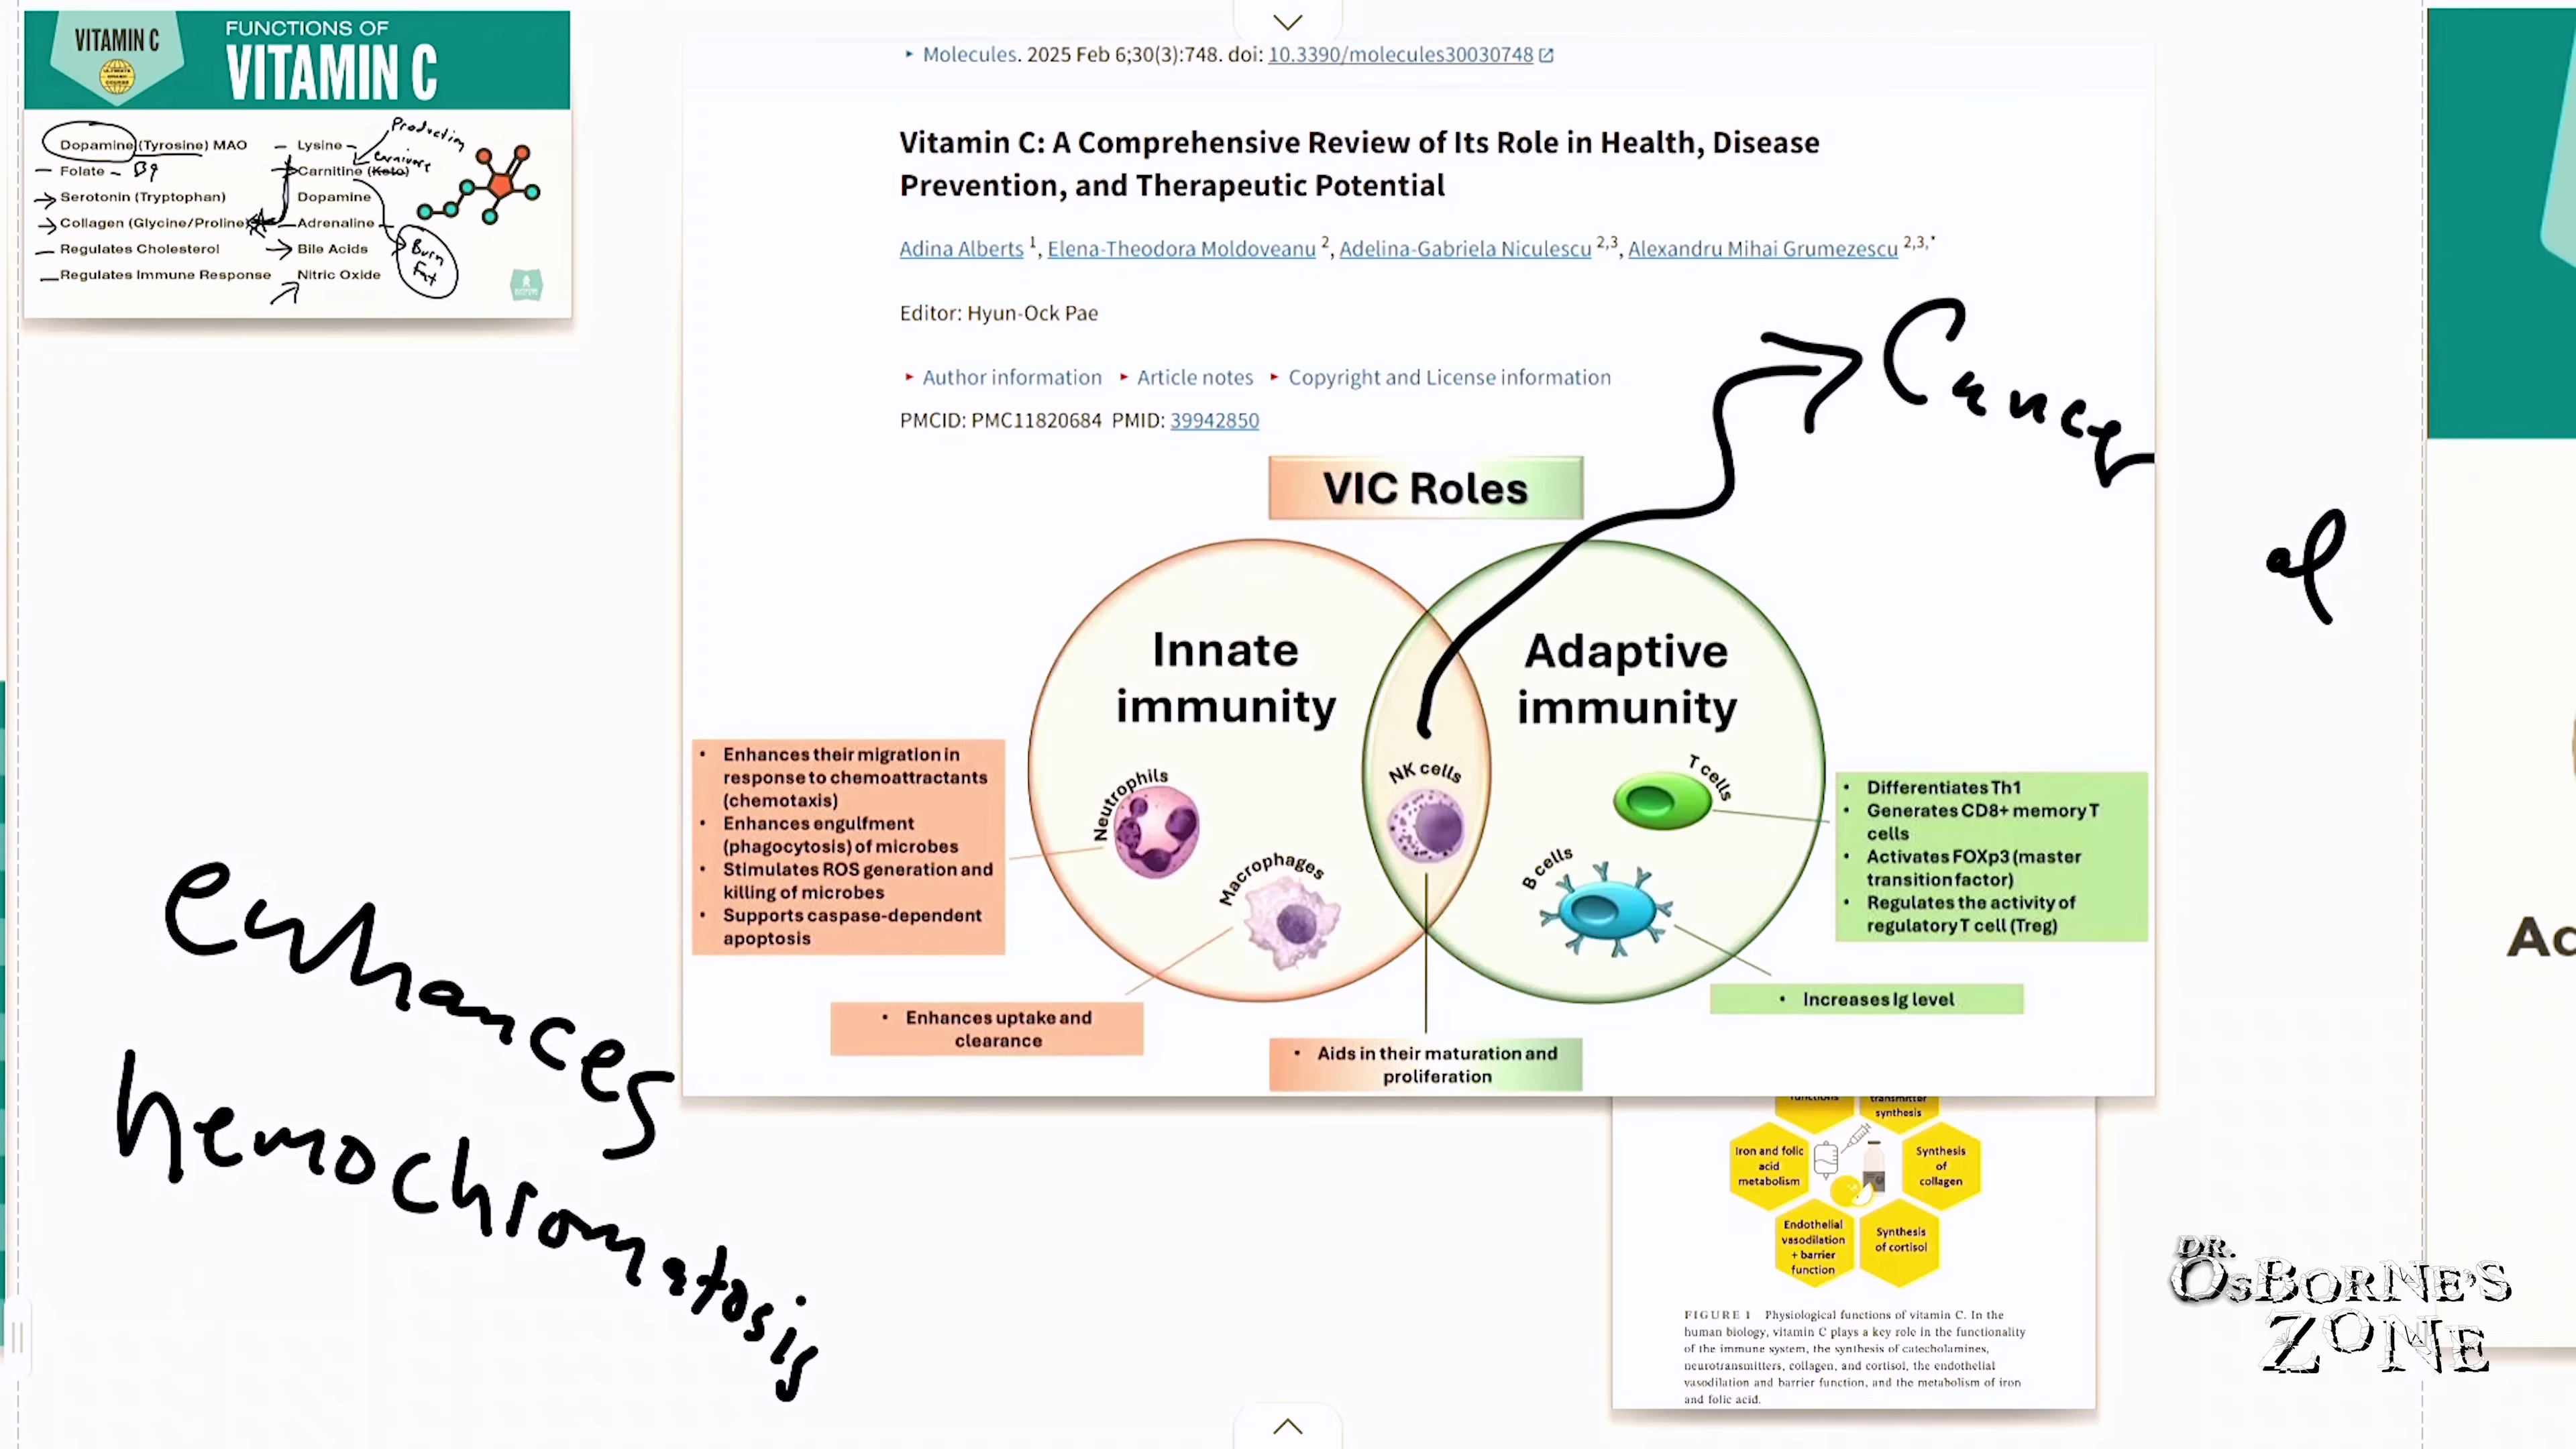 VITAMIN C
FUNCTIONS OF
VITAMIN C
Dopamine (Tyrosine) MAO
Folate - B9
Serotonin (Tryptophan)
Collagen (Glycine/Proline)
Regulates Cholesterol
Regulates Immune Response
Lysine
Production
Carnivore
Carnitine (Keto)
Dopamine
Adrenaline
Bile Acids
Nitric Oxide
Burn
Fat
Molecules. 2025 Feb 6;30(3):748. doi: 10.3390/molecules30030748
Vitamin C: A Comprehensive Review of Its Role in Health, Disease
Prevention, and Therapeutic Potential
Adina Alberts 1, Elena-Theodora Moldoveanu 2, Adelina-Gabriela Niculescu 2,3, Alexandru Mihai Grumezescu 2,3,*
Editor: Hyun-Ock Pae
Author information Article notes Copyright and License information
PMCID: PMC11820684 PMID: 39942850
Cancer
VIC Roles
Innate
immunity
Adaptive
immunity
Neutrophils
Macrophages
NK cells
T cells
B cells
• Enhances their migration in
response to chemoattractants
(chemotaxis)
• Enhances engulfment
(phagocytosis) of microbes
• Stimulates ROS generation and
killing of microbes
• Supports caspase-dependent
apoptosis
• Enhances uptake and
clearance
• Aids in their maturation and
proliferation
• Differentiates Th1
• Generates CD8+ memory T
cells
• Activates FOXp3 (master
transition factor)
• Regulates the activity of
regulatory T cell (Treg)
• Increases Ig level
enhances
hemochromatosis
functions
transmitter
synthesis
Iron and folic
acid
metabolism
Synthesis
of
collagen
Endothelial
vasodilation
+ barrier
function
Synthesis
of cortisol
FIGURE 1 Physiological functions of vitamin C. In the
human biology, vitamin C plays a key role in the functionality
of the immune system, the synthesis of catecholamines,
neurotransmitters, collagen, and cortisol, the endothelial
vasodilation and barrier function, and the metabolism of iron
and folic acid.
Ac
DR.
OSBORNE'S
ZONE